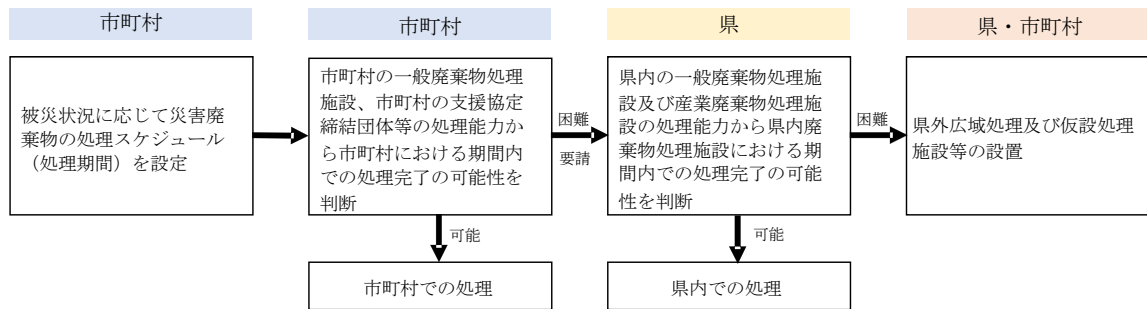 市町村
市町村
県
県・市町村
被災状況に応じて災害廃
棄物の処理スケジュール
（処理期間）を設定
市町村の一般廃棄物処理
施設、市町村の支援協定
締結団体等の処理能力か
ら市町村における期間内
での処理完了の可能性を
判断
困難
要請
県内の一般廃棄物処理施
設及び産業廃棄物処理施
設の処理能力から県内廃
棄物処理施設における期
間内での処理完了の可能
性を判断
困難
県外広域処理及び仮設処理
施設等の設置
可能
可能
市町村での処理
県内での処理